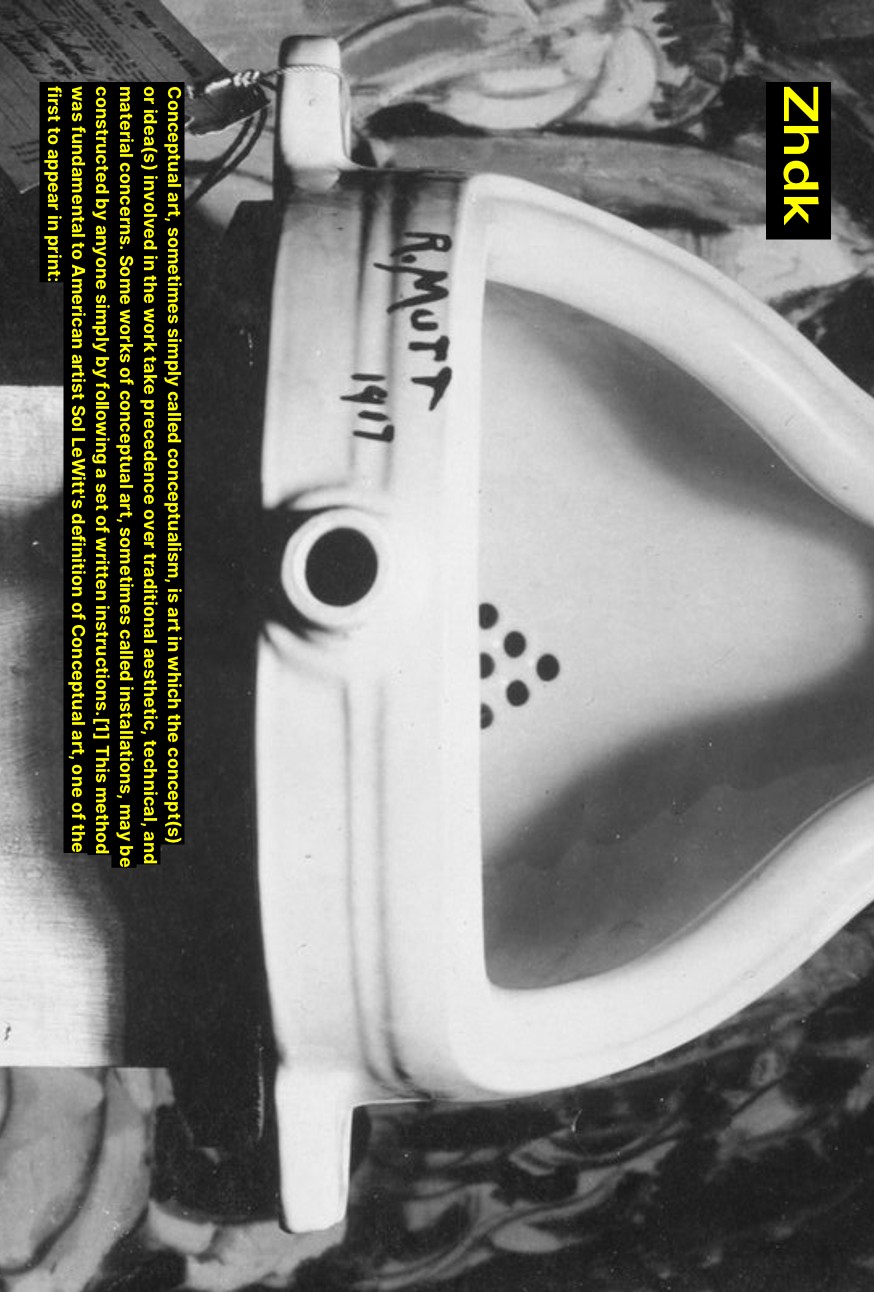 Zhdk
R. MUTT
1917
Conceptual art, sometimes simply called conceptualism, is art in which the concept(s)
or idea(s) involved in the work take precedence over traditional aesthetic, technical, and
material concerns. Some works of conceptual art, sometimes called installations, may be
constructed by anyone simply by following a set of written instructions.[1] This method
was fundamental to American artist Sol LeWitt's definition of Conceptual art, one of the
first to appear in print: